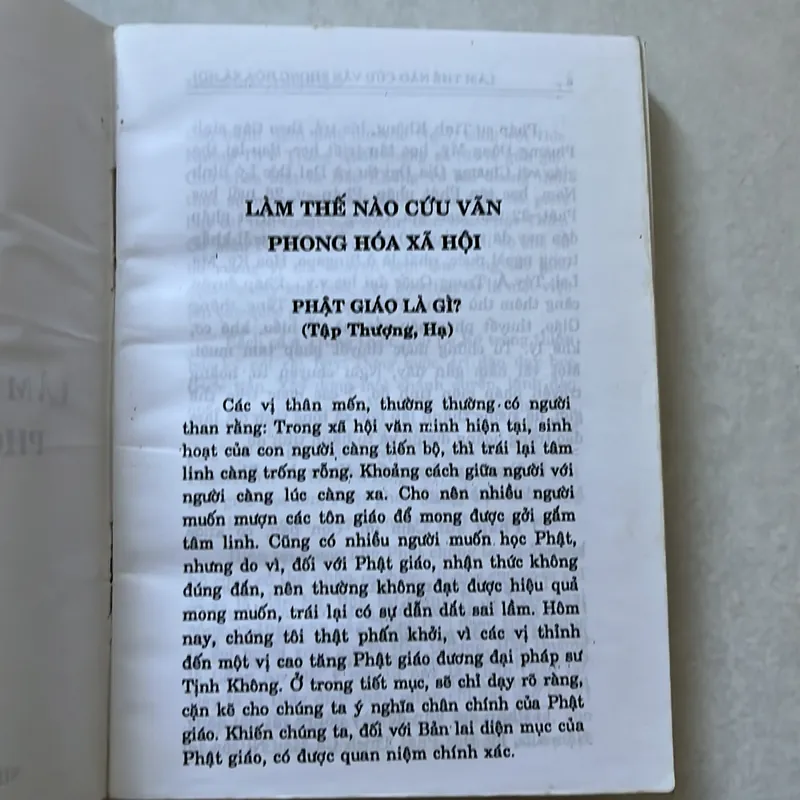 LÀM THẾ NÀO CỨU VÃN
PHONG HÓA XÃ HỘI
PHẬT GIÁO LÀ GÌ?
(Tập Thượng, Hạ)
Các vị thân mến, thường thường có người
than rằng: Trong xã hội văn minh hiện tại, sinh
hoạt của con người càng tiến bộ, thì trái lại tâm
linh càng trống rỗng. Khoảng cách giữa người với
người càng lúc càng xa. Cho nên nhiều người
muốn mượn các tôn giáo để mong được gởi gắm
tâm linh. Cũng có nhiều người muốn học Phật,
nhưng do vì, đối với Phật giáo, nhận thức không
đúng đắn, nên thường không đạt được hiệu quả
mong muốn, trái lại có sự dẫn dắt sai lầm. Hôm
nay, chúng tôi thật phấn khởi, vì các vị thỉnh
đến một vị cao tăng Phật giáo đương đại pháp sư
Tịnh Không. Ở trong tiết mục, sẽ chỉ dạy rõ ràng,
cặn kẽ cho chúng ta ý nghĩa chân chính của Phật
giáo. Khiến chúng ta, đối với Bản lai diện mục của
Phật giáo, có được quan niệm chính xác.